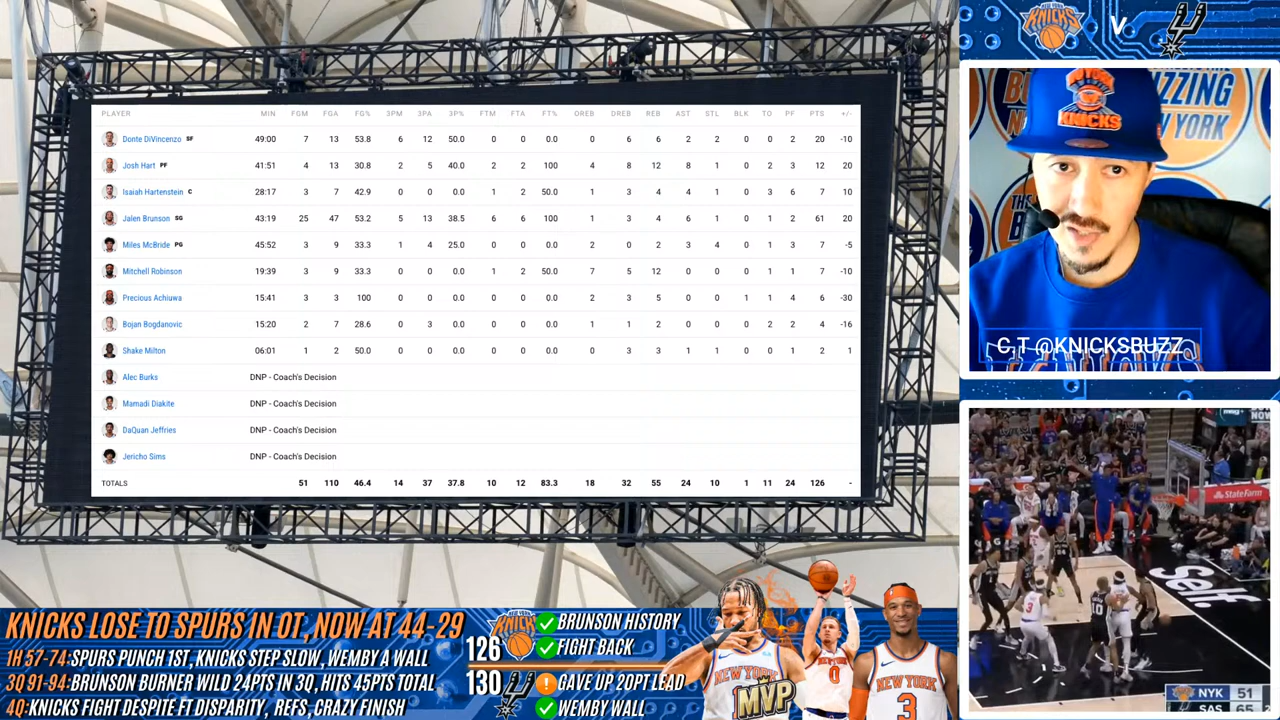 PLAYER MIN FGM FGA FG% 3PM 3PA 3P% FTM FTA FT% OREB DREB REB AST STL BLK TO PF PTS +/-
Donte DiVincenzo SF 49:00 7 13 53.8 6 12 50.0 0 0 0.0 0 6 6 2 2 0 0 2 20 -10
Josh Hart PF 41:51 4 13 30.8 2 5 40.0 2 2 100 4 8 12 8 1 0 2 3 12 20
Isaiah Hartenstein C 28:17 3 7 42.9 0 0 0.0 1 2 50.0 1 3 4 4 1 0 3 6 7 10
Jalen Brunson SG 43:19 25 47 53.2 5 13 38.5 6 6 100 1 3 4 6 1 0 1 2 61 20
Miles McBride PG 45:52 3 9 33.3 1 4 25.0 0 0 0.0 2 0 2 3 4 0 1 3 7 -5
Mitchell Robinson 19:39 3 9 33.3 0 0 0.0 1 2 50.0 7 5 12 0 1 0 1 1 7 -10
Precious Achiuwa 15:41 3 3 100 0 0 0.0 0 0 0.0 2 3 5 0 0 1 1 4 6 -30
Bojan Bogdanovic 15:20 2 7 28.6 0 3 0.0 0 0 0.0 1 1 2 0 0 0 2 2 4 -16
Shake Milton 06:01 1 2 50.0 0 0 0.0 0 0 0.0 0 3 3 1 1 0 0 1 2 1
Alec Burks DNP - Coach's Decision
Mamadi Diakite DNP - Coach's Decision
DaQuan Jeffries DNP - Coach's Decision
Jericho Sims DNP - Coach's Decision
TOTALS 51 110 46.4 14 37 37.8 10 12 83.3 18 32 55 24 10 1 11 24 126 -
KNICKS LOSE TO SPURS IN OT, NOW AT 44-29
1H 57-74:SPURS PUNCH 1ST, KNICKS STEP SLOW, WEMBY A WALL
3Q 91-94:BRUNSON BURNER WILD 24PTS IN 3Q, HITS 45PTS TOTAL
4Q:KNICKS FIGHT DESPITE FT DISPARITY, REFS, CRAZY FINISH
126
130
NEW YORK
KNICKS
BRUNSON HISTORY
FIGHT BACK
GAVE UP 20PT LEAD
WEMBY WALL
NEW YORK
MVP
0
NEW YORK
3
KNICKS
V
KNICKS
ZZING
YORK
THE
C.T @KNICKSBUZZ
State Farm
Self.
3
10
NYK 51
SAS 65